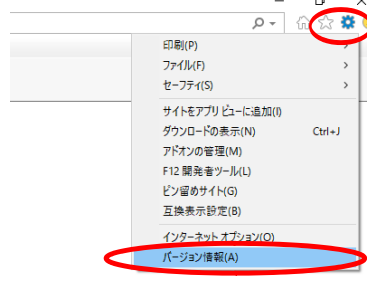 印刷(P)
ファイル(F)
セーフティ(S)
サイトをアプリ ビューに追加(I)
ダウンロードの表示(N) Ctrl+J
アドオンの管理(M)
F12 開発者ツール(L)
ピン留めサイト(G)
互換表示設定(B)
インターネット オプション(O)
バージョン情報(A)